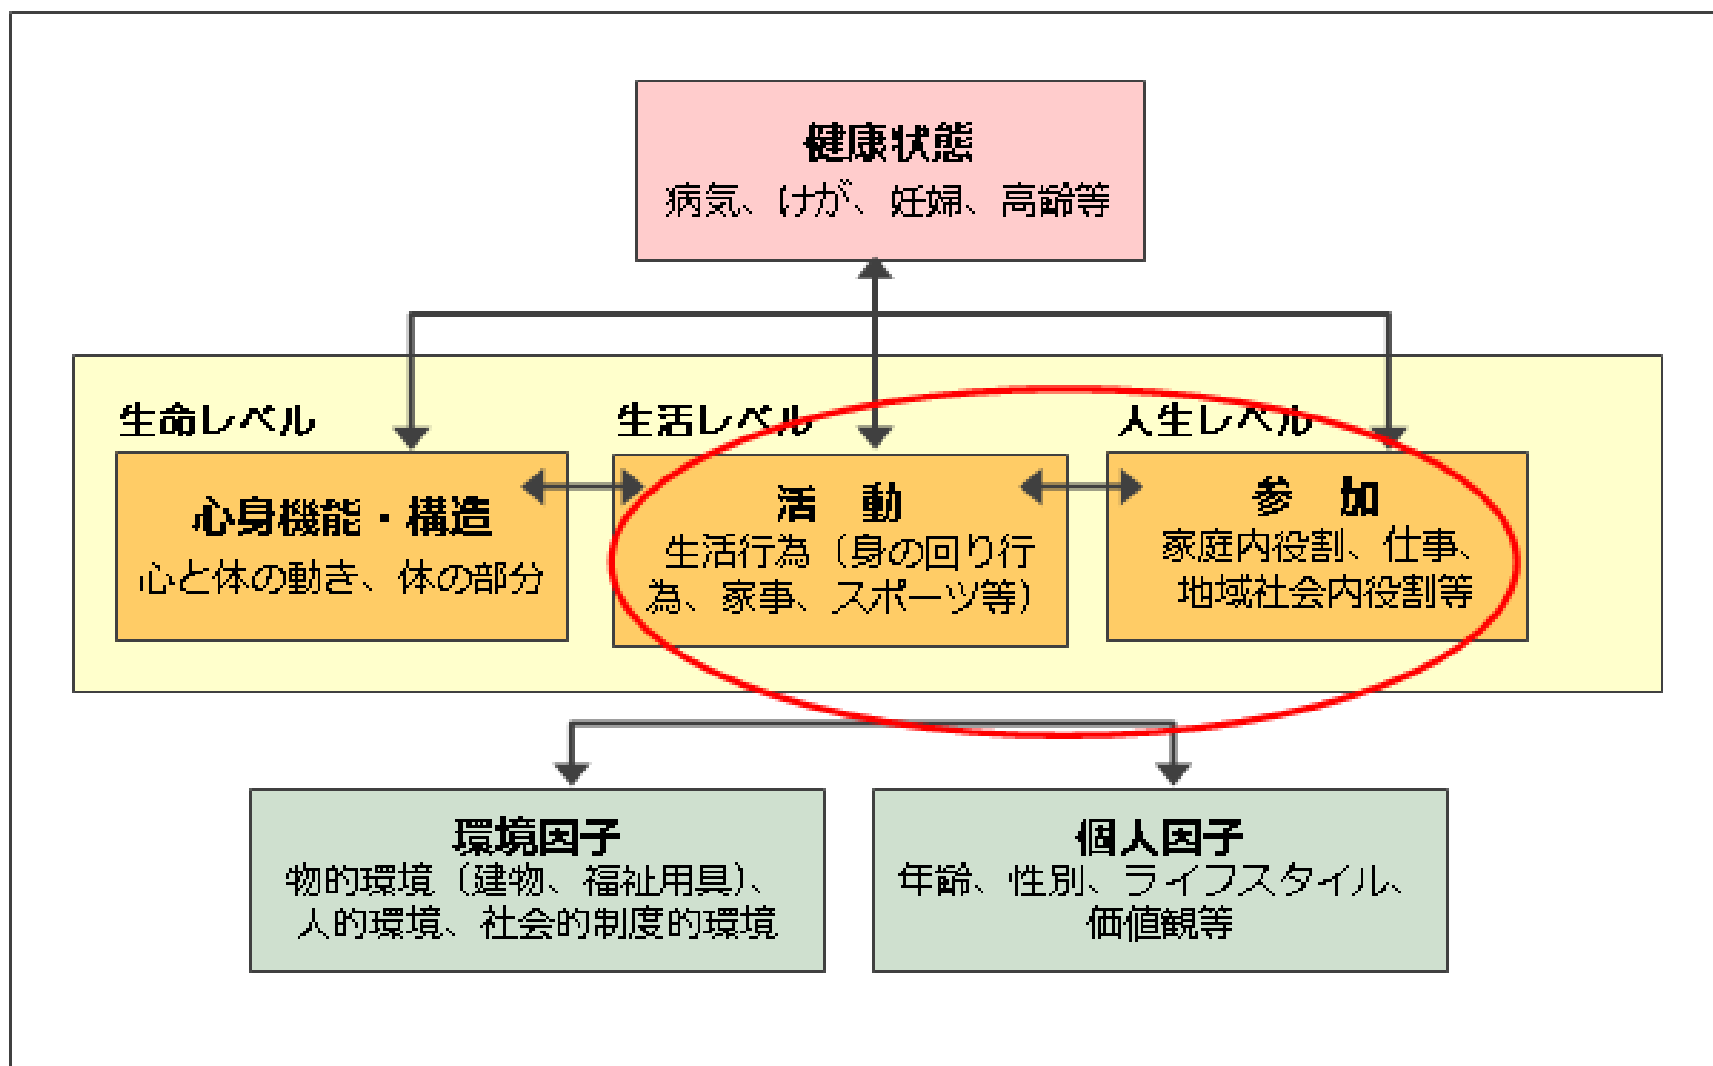 健康状態
病気、けが、妊婦、高齢等
生命レベル
生活レベル
人生レベル
心身機能・構造
心と体の動き、体の部分
活　動
生活行為（身の回り行
為、家事、スポーツ等）
参　加
家庭内役割、仕事、
地域社会内役割等
環境因子
物的環境（建物、福祉用具）、
人的環境、社会的制度的環境
個人因子
年齢、性別、ライフスタイル、
価値観等